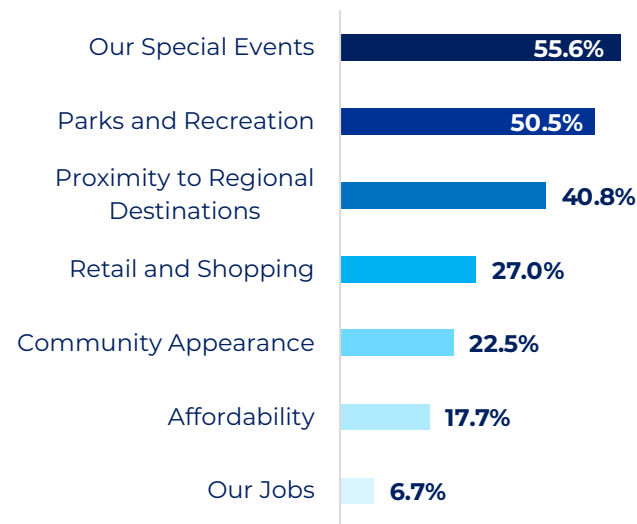 Our Special Events 55.6%
Parks and Recreation 50.5%
Proximity to Regional
Destinations 40.8%
Retail and Shopping 27.0%
Community Appearance 22.5%
Affordability 17.7%
Our Jobs 6.7%